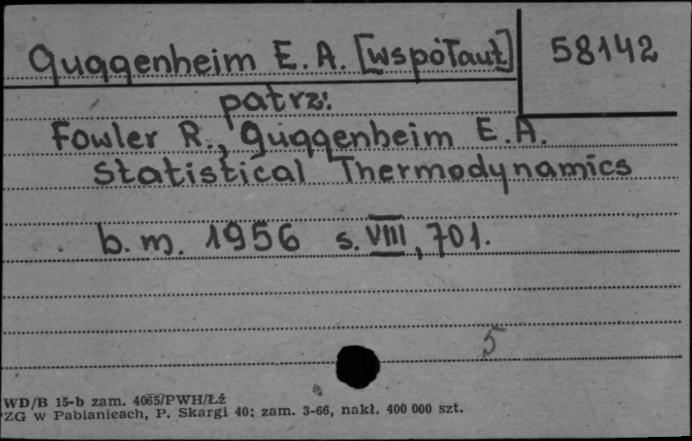 Guggenheim E. A. [współaut.] 58142
patrz:
Fowler R., Guggenheim E. A.
Statistical Thermodynamics
b. m. 1956 s. VIII, 701.
5
WD/B 15-b zam. 4065/PWH/Łź
ZG w Pabianicach, P. Skargi 40; zam. 3-66, nakł. 400 000 szt.